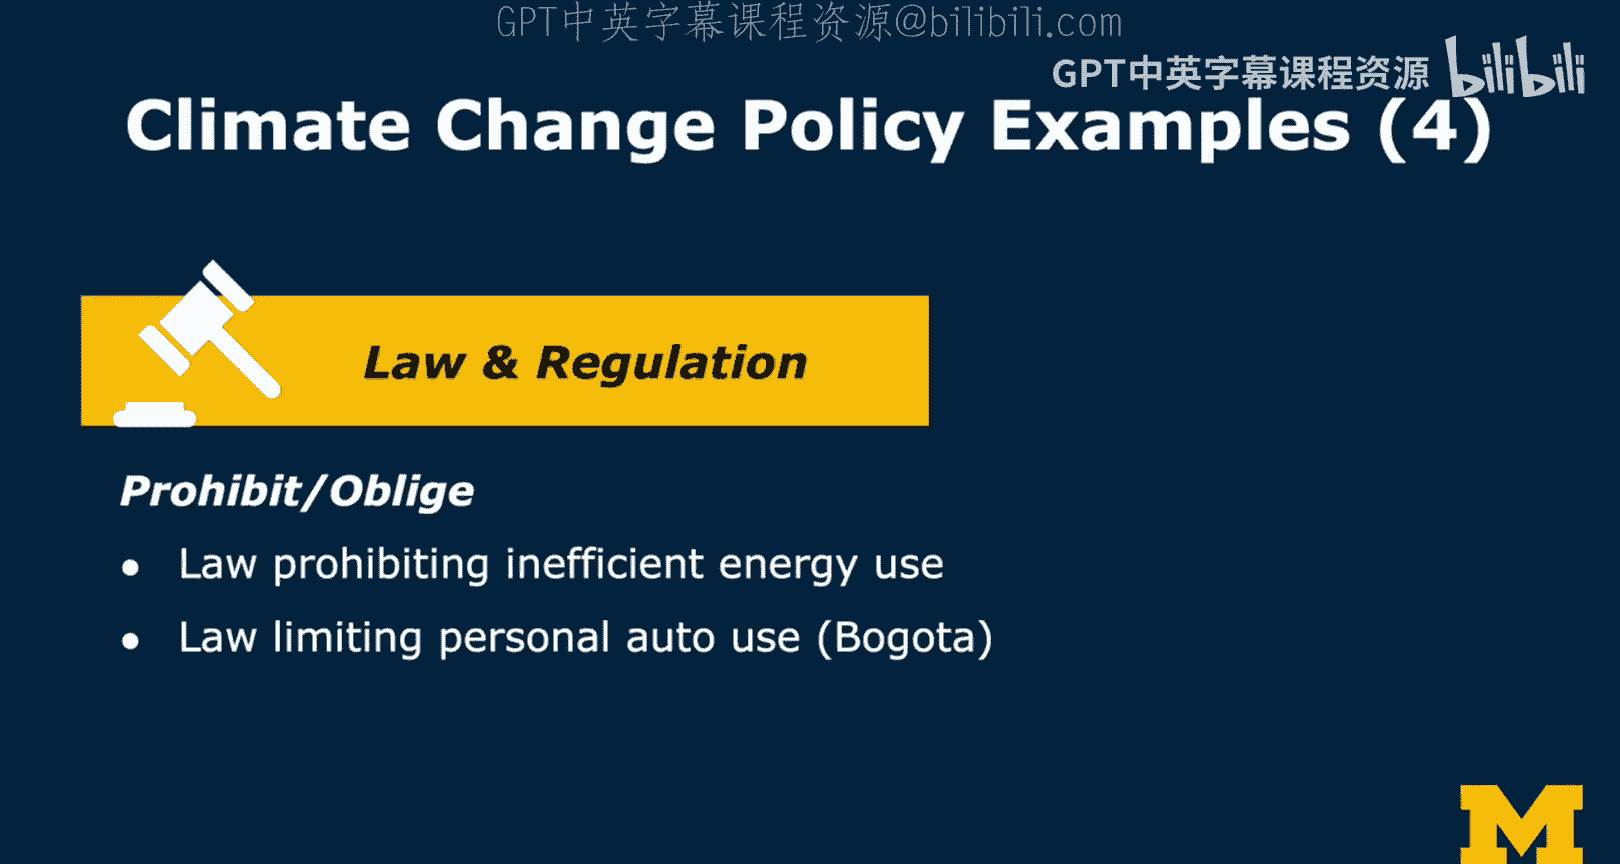 GPT中英字幕课程资源@bilibili.com
GPT中英字幕课程资源 bilibili
Climate Change Policy Examples (4)
Law & Regulation
Prohibit/Oblige
● Law prohibiting inefficient energy use
● Law limiting personal auto use (Bogota)
M